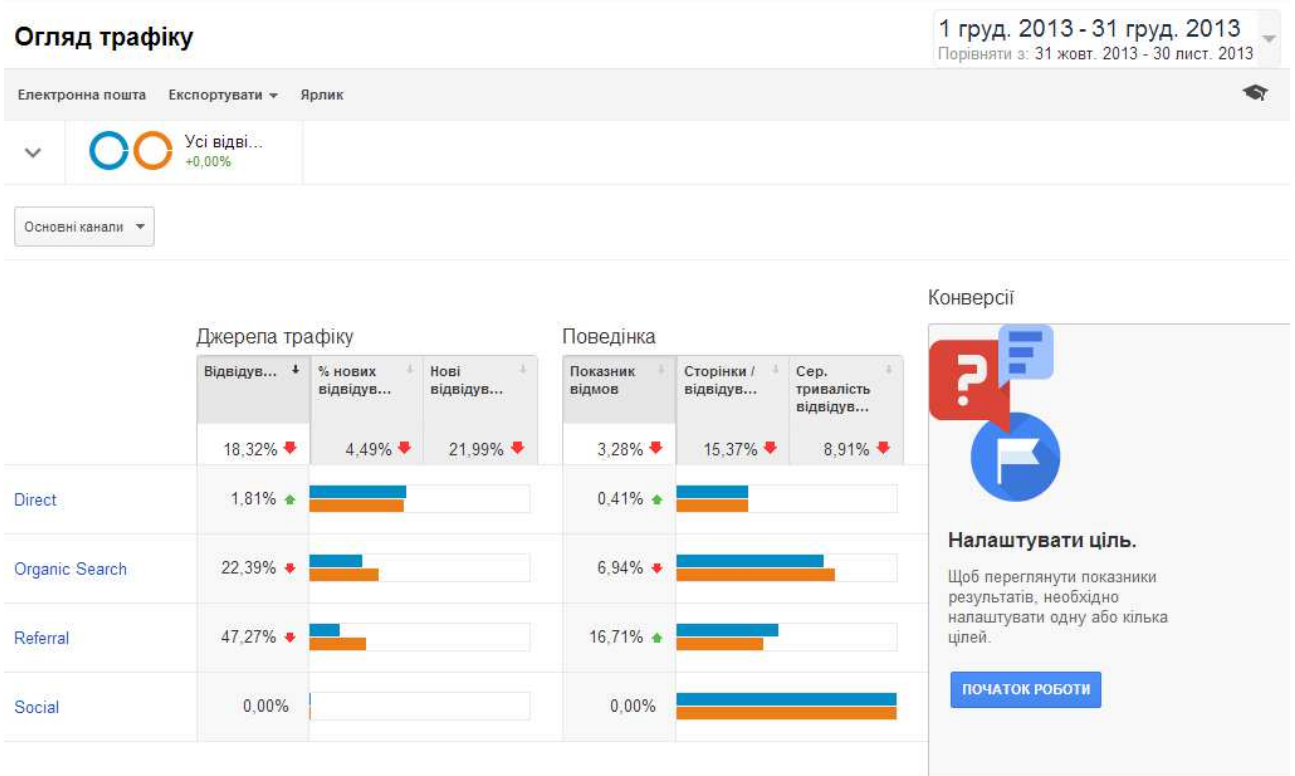 Огляд трафіку
1 груд. 2013 - 31 груд. 2013
Порівняти з: 31 жовт. 2013 - 30 лист. 2013
Електронна пошта Експортувати Ярлик
Усі відві...
+0,00%
Основні канали
Конверсії
Джерела трафіку Поведінка
Відвідув... % нових Нові Показник Сторінки / Сер.
відвідув... відвідув... відмов відвідув... тривалість
відвідув...
18,32% 4,49% 21,99% 3,28% 15,37% 8,91%
Direct 1,81% 0,41%
Organic Search 22,39% 6,94%
Referral 47,27% 16,71%
Social 0,00% 0,00%
Налаштувати ціль.
Щоб переглянути показники
результатів, необхідно
налаштувати одну або кілька
цілей.
ПОЧАТОК РОБОТИ